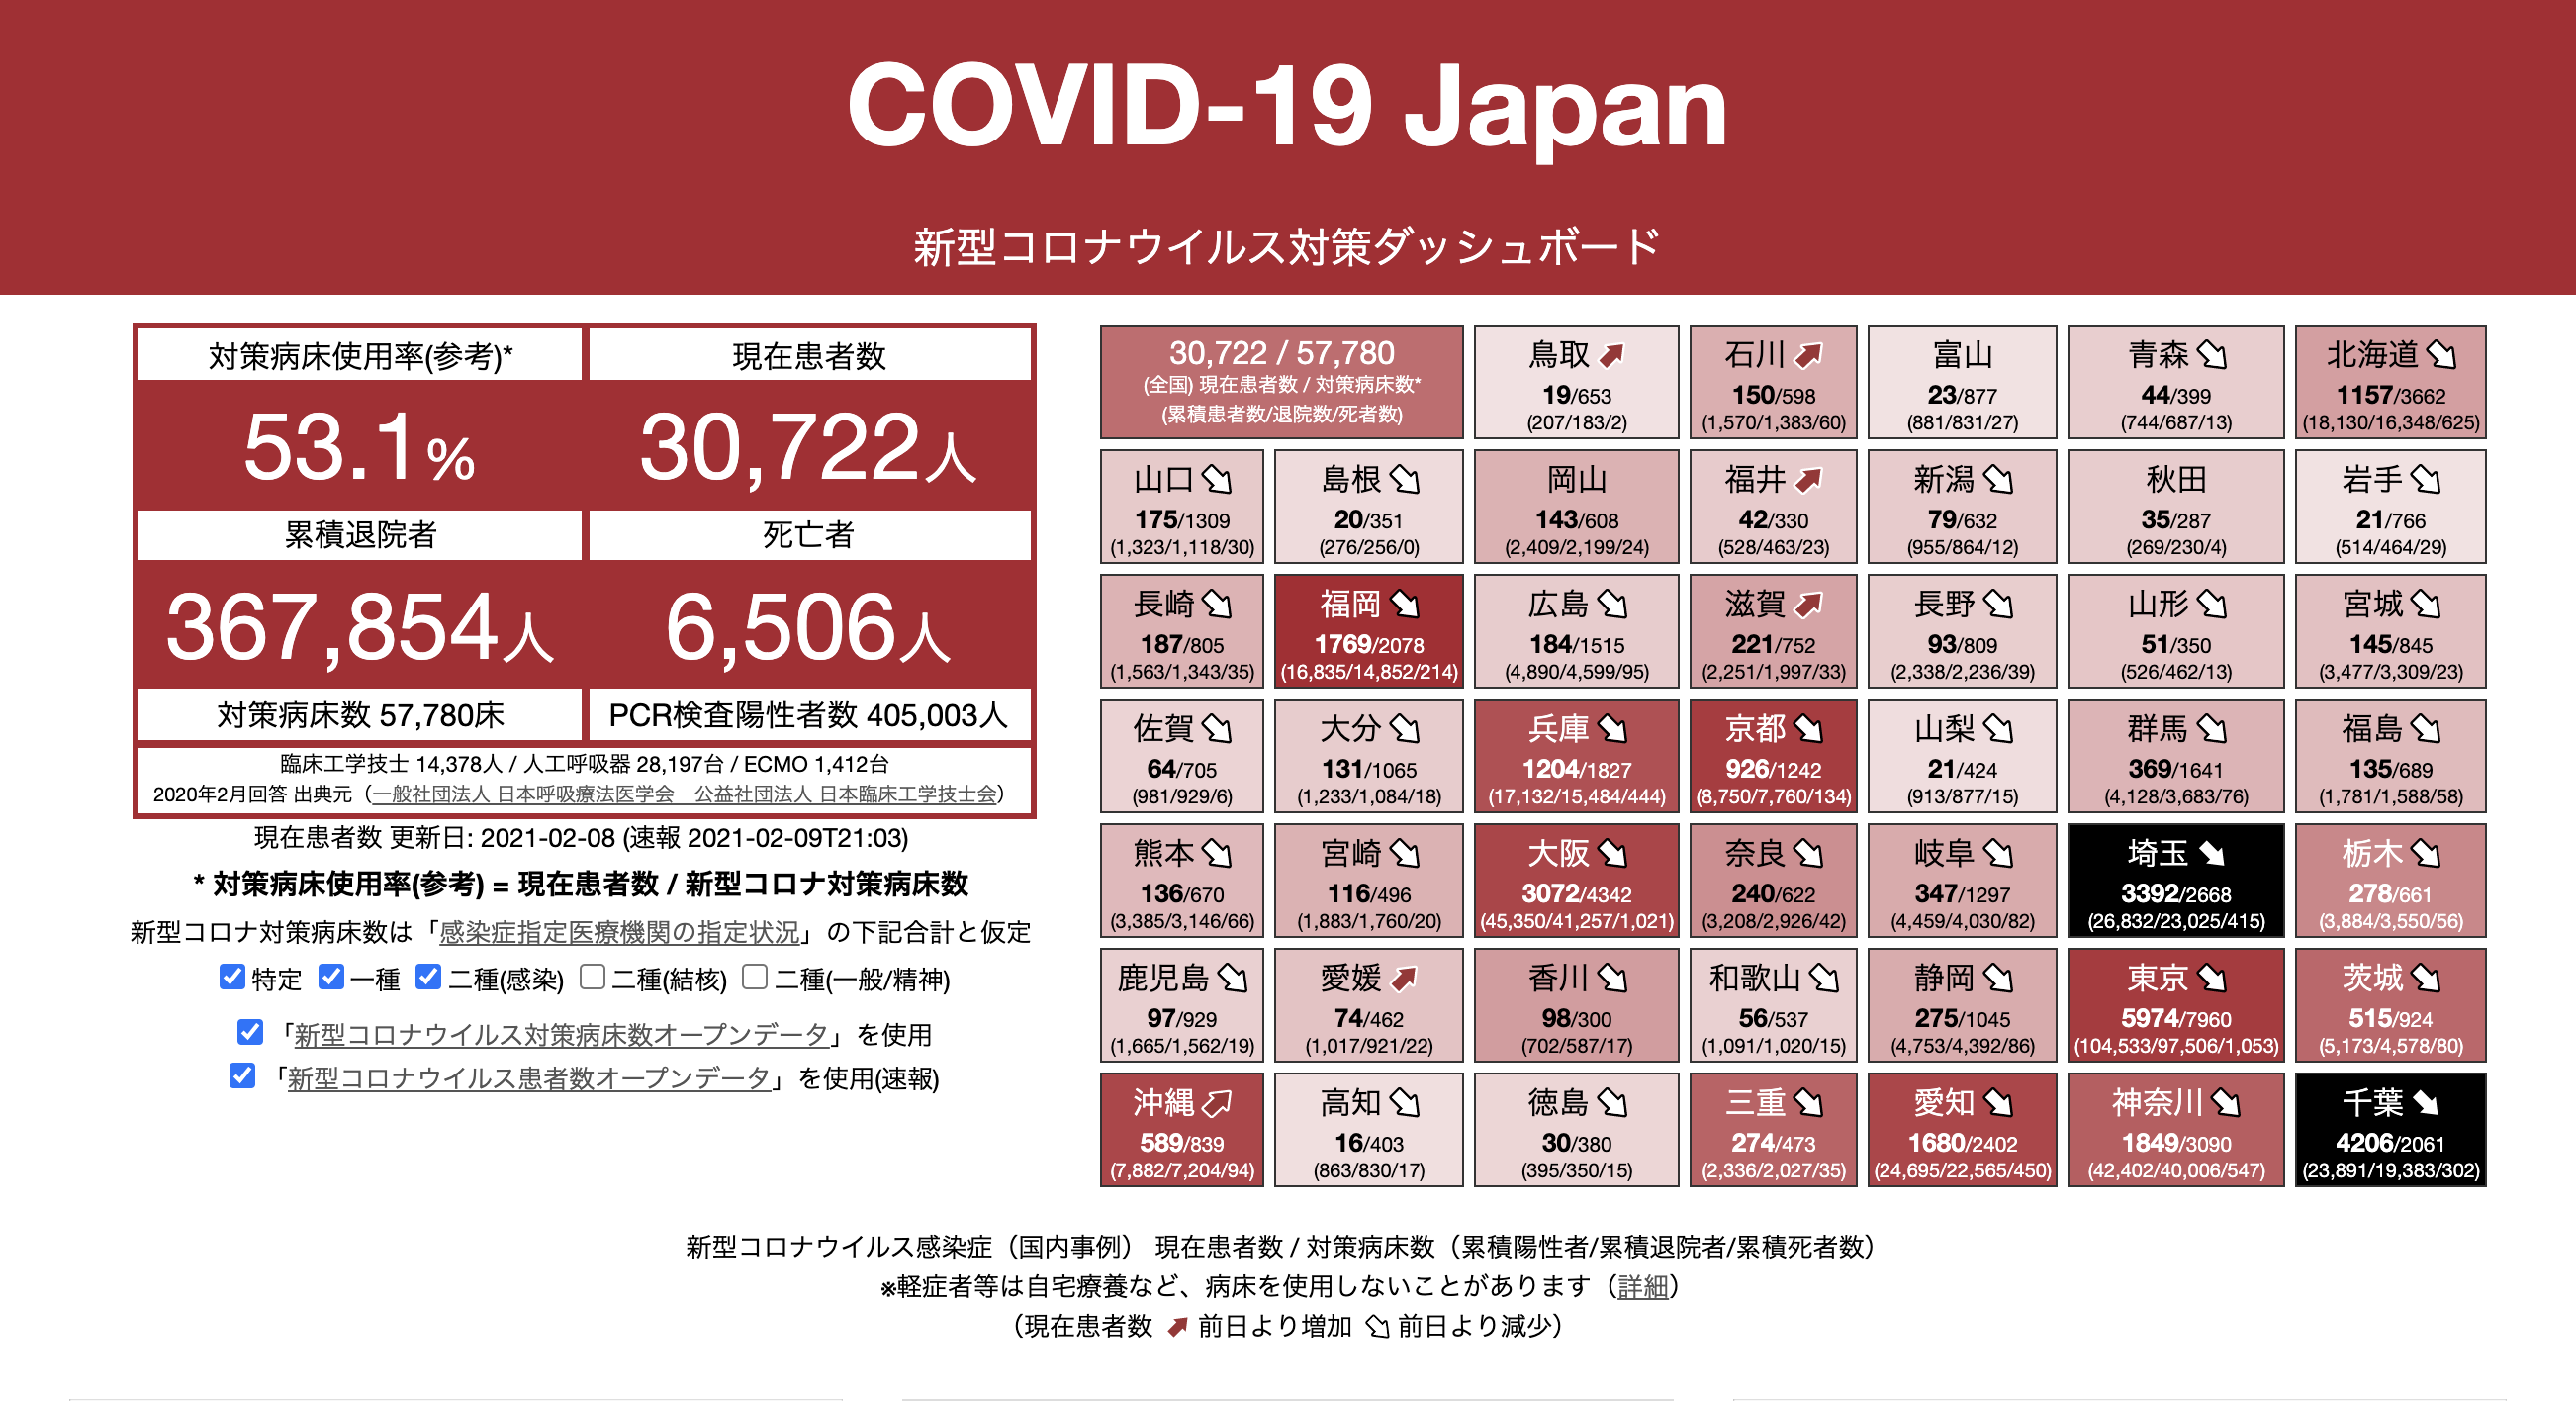 COVID-19 Japan
新型コロナウイルス対策ダッシュボード
対策病床使用率(参考)*
現在患者数
53.1%
30,722人
累積退院者
死亡者
367,854人
6,506人
対策病床数 57,780床
PCR検査陽性者数 405,003人
臨床工学技士 14,378人 / 人工呼吸器 28,197台 / ECMO 1,412台
2020年2月回答 出典元（一般社団法人 日本呼吸療法医学会　公益社団法人 日本臨床工学技士会）
現在患者数 更新日: 2021-02-08 (速報 2021-02-09T21:03)
* 対策病床使用率(参考) = 現在患者数 / 新型コロナ対策病床数
新型コロナ対策病床数は「感染症指定医療機関の指定状況」の下記合計と仮定
特定 一種 二種(感染) 二種(結核) 二種(一般/精神)
「新型コロナウイルス対策病床数オープンデータ」を使用
「新型コロナウイルス患者数オープンデータ」を使用(速報)
30,722 / 57,780
(全国) 現在患者数 / 対策病床数*
(累積患者数/退院数/死者数)
鳥取
19/653
(207/183/2)
石川
150/598
(1,570/1,383/60)
富山
23/877
(881/831/27)
青森
44/399
(744/687/13)
北海道
1157/3662
(18,130/16,348/625)
山口
175/1309
(1,323/1,118/30)
島根
20/351
(276/256/0)
岡山
143/608
(2,409/2,199/24)
福井
42/330
(528/463/23)
新潟
79/632
(955/864/12)
秋田
35/287
(269/230/4)
岩手
21/766
(514/464/29)
長崎
187/805
(1,563/1,343/35)
福岡
1769/2078
(16,835/14,852/214)
広島
184/1515
(4,890/4,599/95)
滋賀
221/752
(2,251/1,997/33)
長野
93/809
(2,338/2,236/39)
山形
51/350
(526/462/13)
宮城
145/845
(3,477/3,309/23)
佐賀
64/705
(981/929/6)
大分
131/1065
(1,233/1,084/18)
兵庫
1204/1827
(17,132/15,484/444)
京都
926/1242
(8,750/7,760/134)
山梨
21/424
(913/877/15)
群馬
369/1641
(4,128/3,683/76)
福島
135/689
(1,781/1,588/58)
熊本
136/670
(3,385/3,146/66)
宮崎
116/496
(1,883/1,760/20)
大阪
3072/4342
(45,350/41,257/1,021)
奈良
240/622
(3,208/2,926/42)
岐阜
347/1297
(4,459/4,030/82)
埼玉
3392/2668
(26,832/23,025/415)
栃木
278/661
(3,884/3,550/56)
鹿児島
97/929
(1,665/1,562/19)
愛媛
74/462
(1,017/921/22)
香川
98/300
(702/587/17)
和歌山
56/537
(1,091/1,020/15)
静岡
275/1045
(4,753/4,392/86)
東京
5974/7960
(104,533/97,506/1,053)
茨城
515/924
(5,173/4,578/80)
沖縄
589/839
(7,882/7,204/94)
高知
16/403
(863/830/17)
徳島
30/380
(395/350/15)
三重
274/473
(2,336/2,027/35)
愛知
1680/2402
(24,695/22,565/450)
神奈川
1849/3090
(42,402/40,006/547)
千葉
4206/2061
(23,891/19,383/302)
新型コロナウイルス感染症（国内事例） 現在患者数 / 対策病床数（累積陽性者/累積退院者/累積死者数）
※軽症者等は自宅療養など、病床を使用しないことがあります（詳細）
（現在患者数 前日より増加 前日より減少）